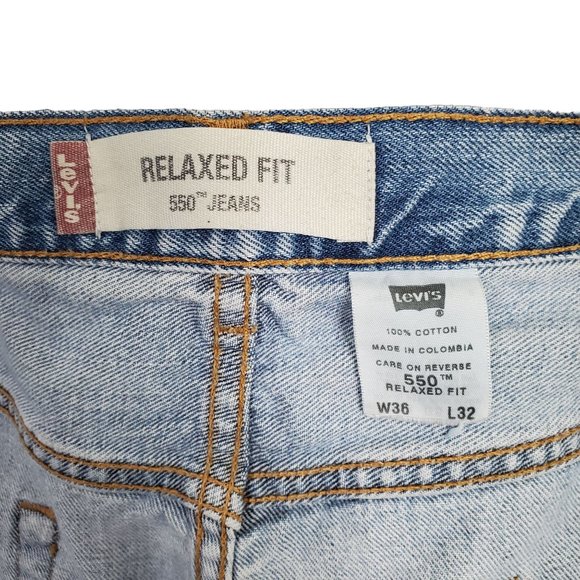 LEVI'S
RELAXED FIT
550™ JEANS
Levi's
®
100% COTTON
MADE IN COLOMBIA
CARE ON REVERSE
550™
RELAXED FIT
W36 L32